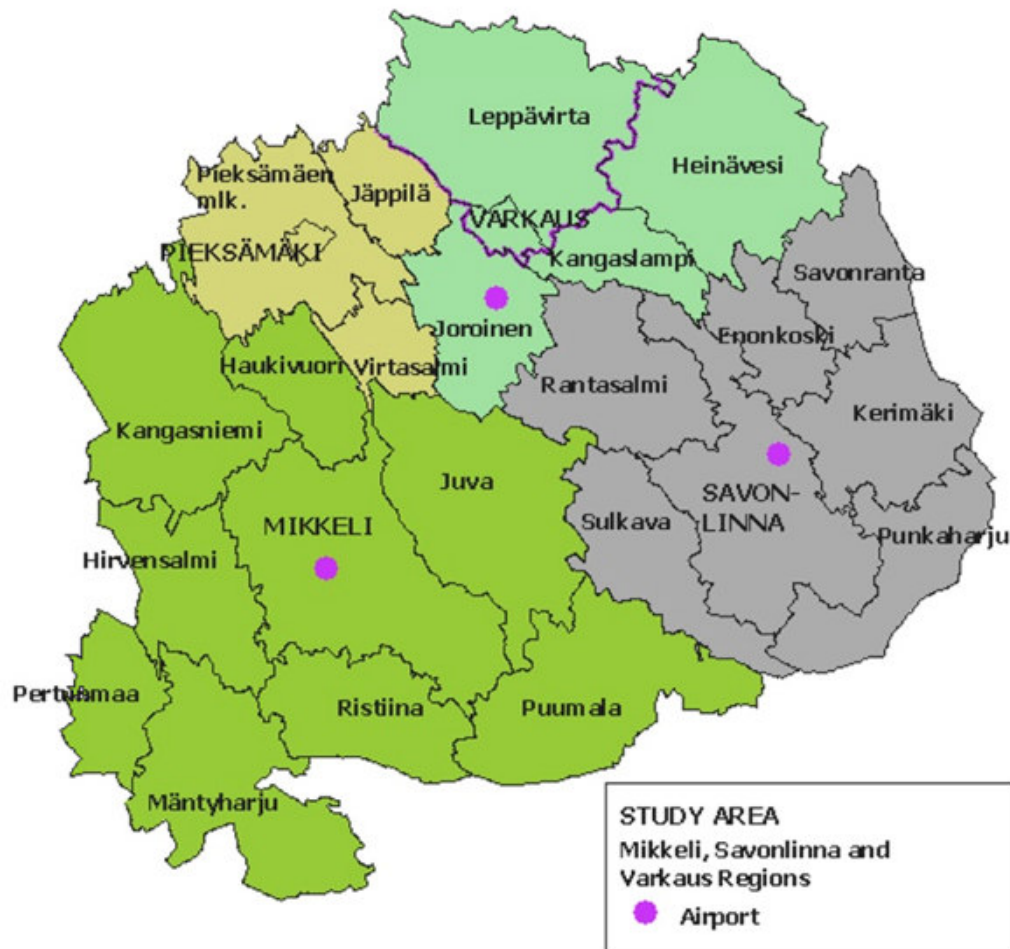 Leppävirta
Heinävesi
Pieksämäen
mlk.
Jäppilä
VARKAUS
PIEKSÄMÄKI
Kangaslampi
Savonranta
Joroinen
Enonkoski
Haukivuori
Virtasalmi
Rantasalmi
Kerimäki
Kangasniemi
Juva
SAVON-
LINNA
MIKKELI
Sulkava
Punkaharju
Hirvensalmi
Pertunmaa
Ristiina
Puumala
Mäntyharju
STUDY AREA
Mikkeli, Savonlinna and
Varkaus Regions
Airport